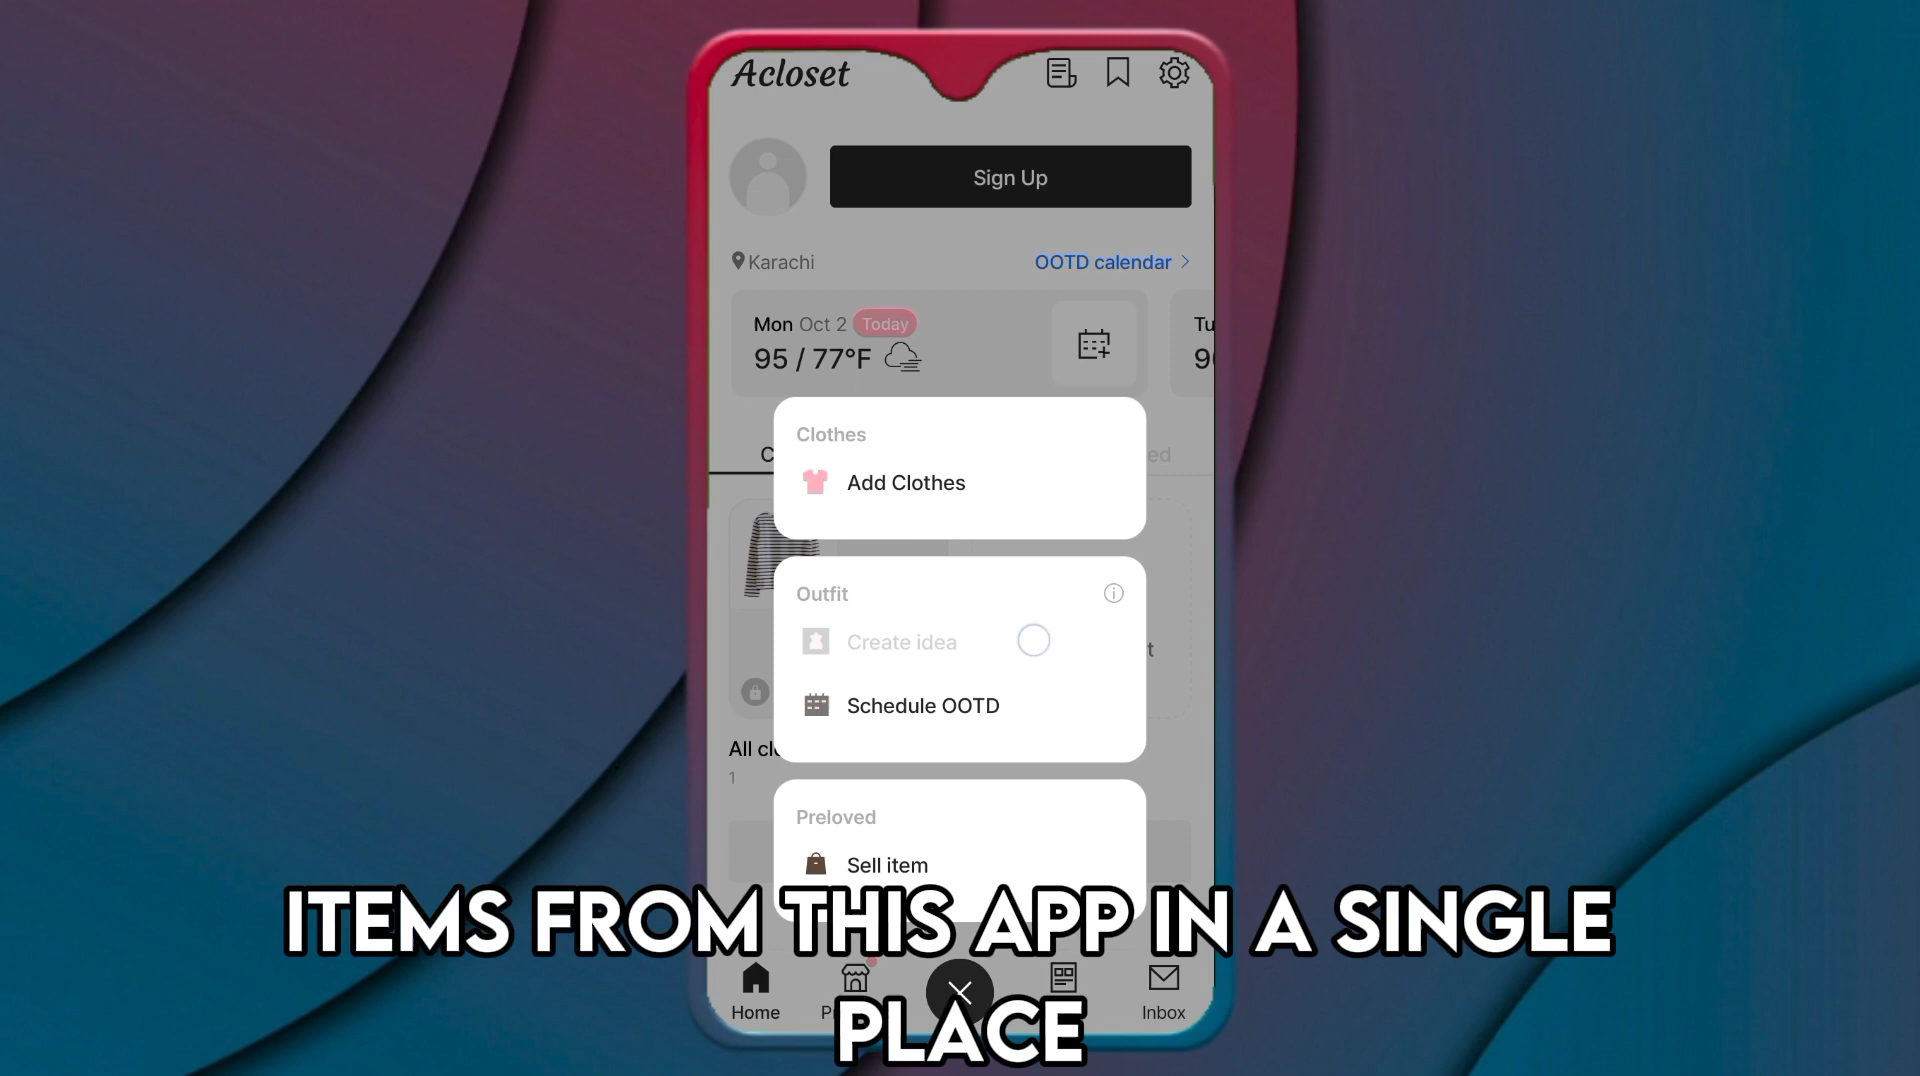 Acloset
Sign Up
Karachi
OOTD calendar
Mon Oct 2 Today
95 / 77°F
Clothes
Add Clothes
Outfit
Create idea
Schedule OOTD
All
1
Preloved
Sell item
ITEMS FROM THIS APP IN A SINGLE
PLACE
Home
Inbox